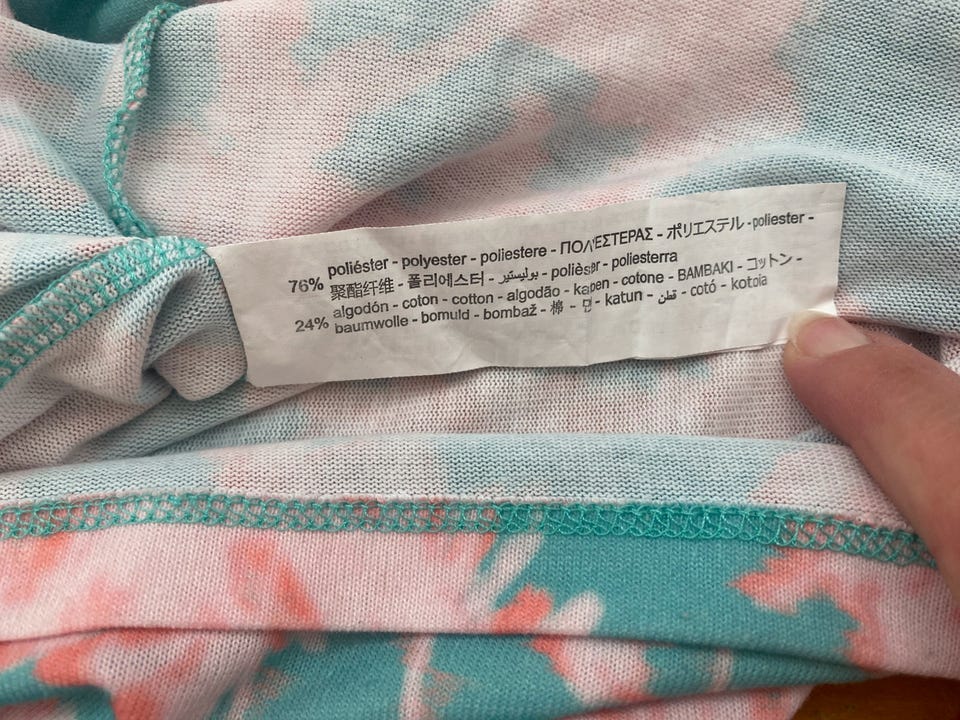 76% poliéster - polyester - poliestere - ΠΟΛΥΕΣΤΕΡΑΣ - ポリエステル - poliester -
聚酯纤维 - 폴리에스터 - بوليستير - polièster - poliesterra
24% algodón - coton - cotton - algodão - katoen - cotone - BAMBAKI - コットン -
baumwolle - bomuld - bombaž - 棉 - 면 - katun - قطن - cotó - kotoia